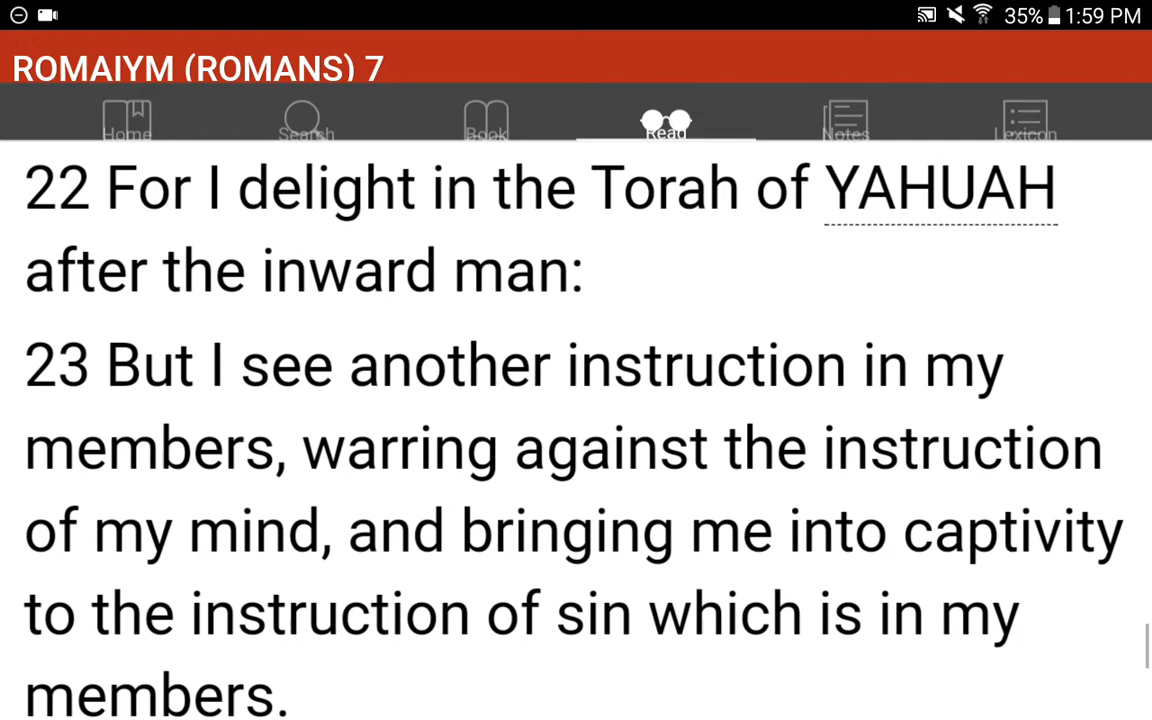 35% 1:59 PM
ROMAIYM (ROMANS) 7
Home Search Book Read Notes Lexicon
22 For I delight in the Torah of YAHUAH
after the inward man:
23 But I see another instruction in my
members, warring against the instruction
of my mind, and bringing me into captivity
to the instruction of sin which is in my
members.